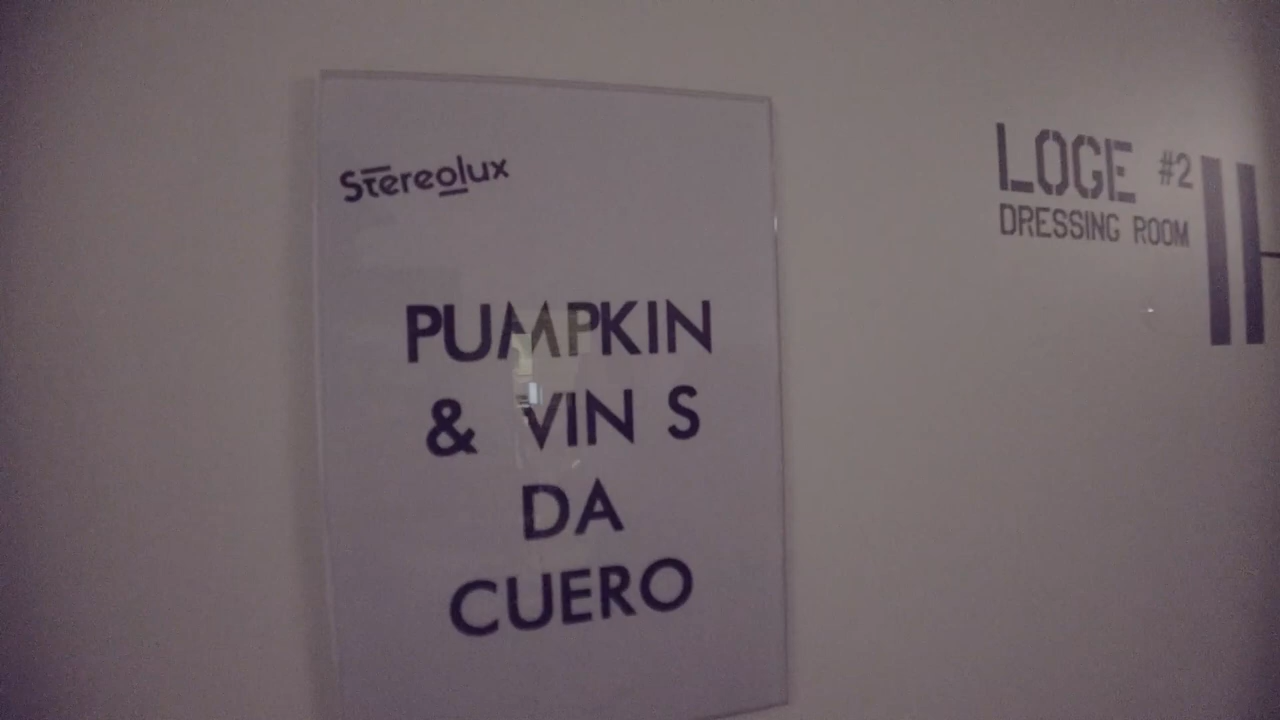 Stereolux
PUMPKIN
& VIN S
DA
CUERO
LOGE #2
DRESSING ROOM